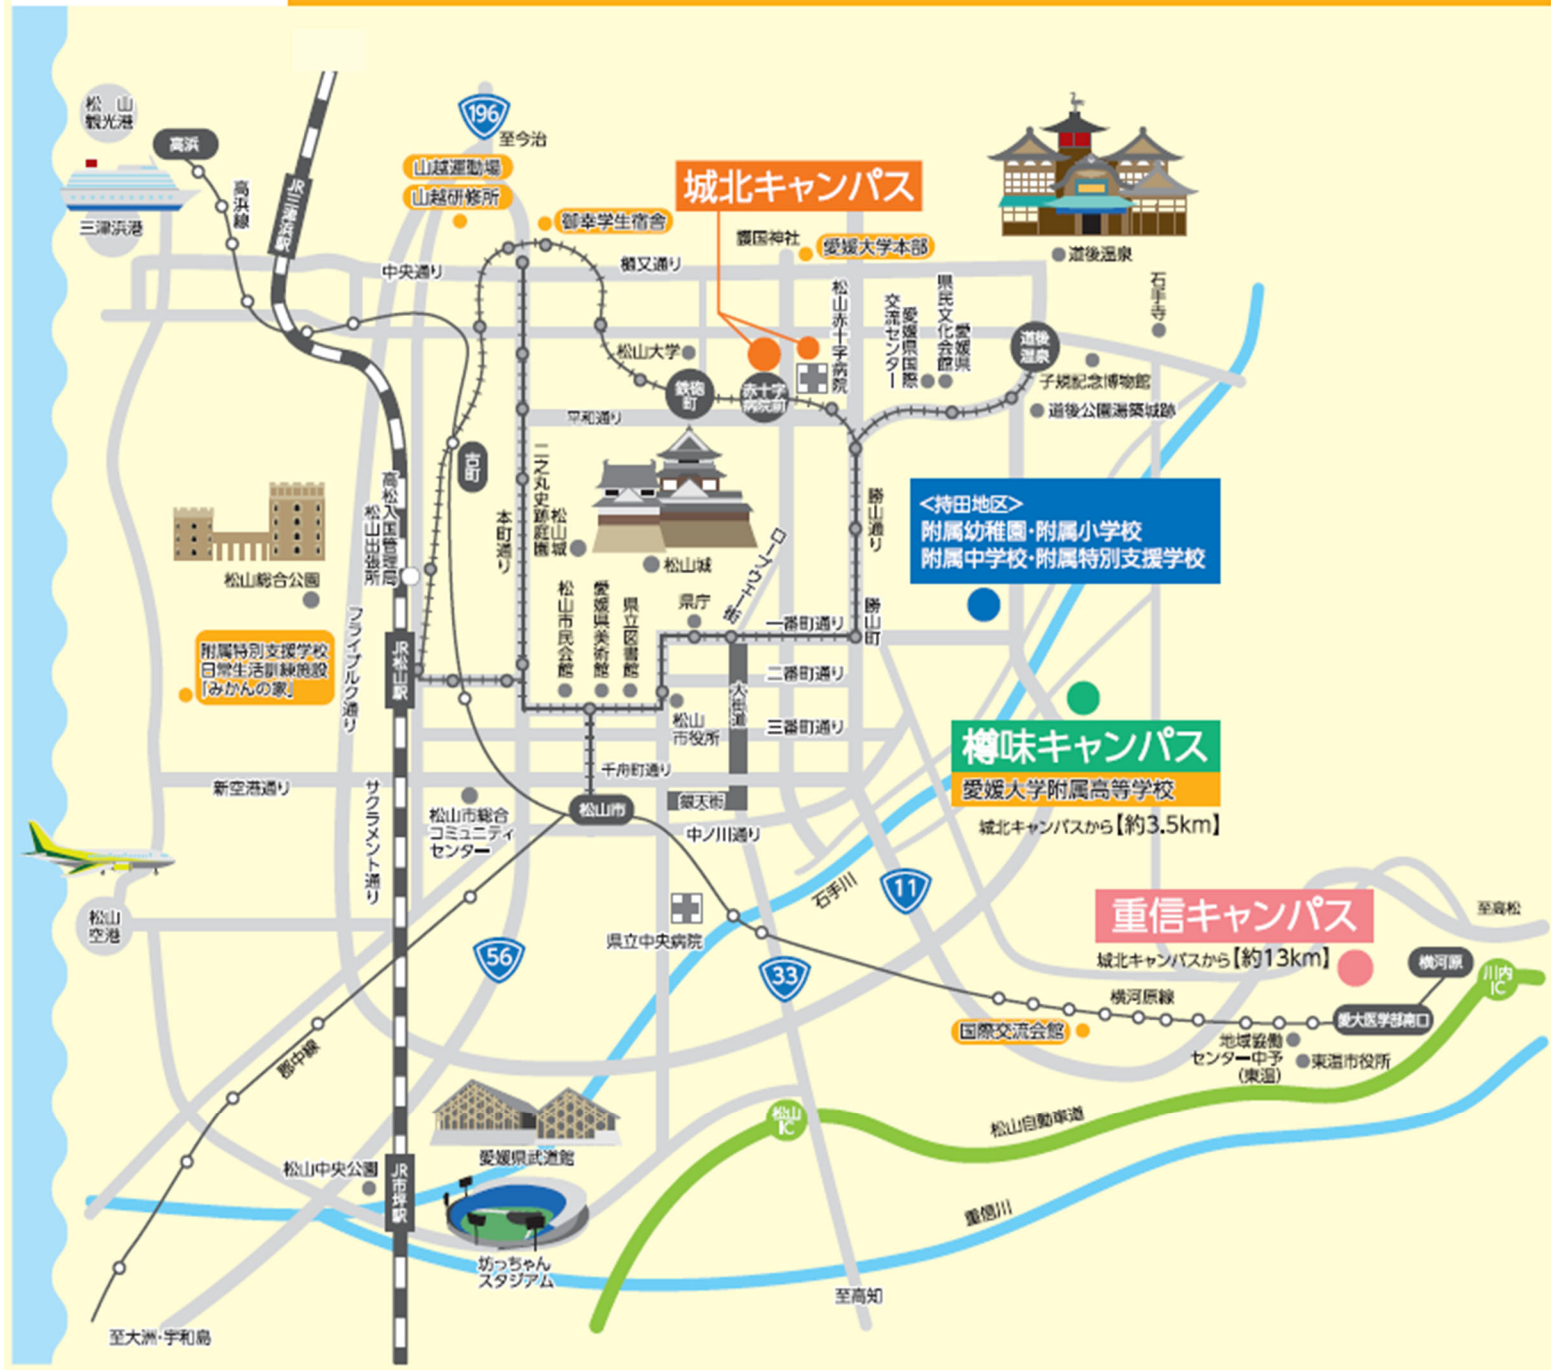 松 山
観光港
高浜
三津浜港
高浜線
JR三津浜駅
196
至今治
山越運動場
山越研修所
御幸学生宿舎
城北キャンパス
護国神社
愛媛大学本部
道後温泉
石手寺
中央通り
樋又通り
松山赤十字病院
愛媛県国際
交流センター
愛媛県
県民文化会館
松山大学
鉄砲
町
赤十字
病院前
道後
温泉
子規記念博物館
道後公園湯築城跡
平和通り
古町
高松入国管理局
松山出張所
二之丸史跡庭園
松山城
本町通り
松山城
ロープウェー街
勝山通り
<持田地区>
附属幼稚園・附属小学校
附属中学校・附属特別支援学校
松山総合公園
フライブルク通り
附属特別支援学校
日常生活訓練施設
「みかんの家」
JR松山駅
松山市民会館
愛媛県美術館
県立図書館
県庁
一番町通り
勝山町
二番町通り
大街道
松山
市役所
三番町通り
樽味キャンパス
愛媛大学附属高等学校
城北キャンパスから【約3.5km】
新空港通り
サクラメント通り
千舟町通り
松山市総合
コミュニティ
センター
松山市
銀天街
中ノ川通り
石手川
11
重信キャンパス
城北キャンパスから【約13km】
至高松
松山
空港
県立中央病院
56
33
横河原
川内
IC
横河原線
愛大医学部南口
国際交流会館
地域協働
センター中予
(東温)
東温市役所
郡中線
松山
IC
松山自動車道
愛媛県武道館
松山中央公園
JR市坪駅
坊っちゃん
スタジアム
重信川
至高知
至大洲・宇和島